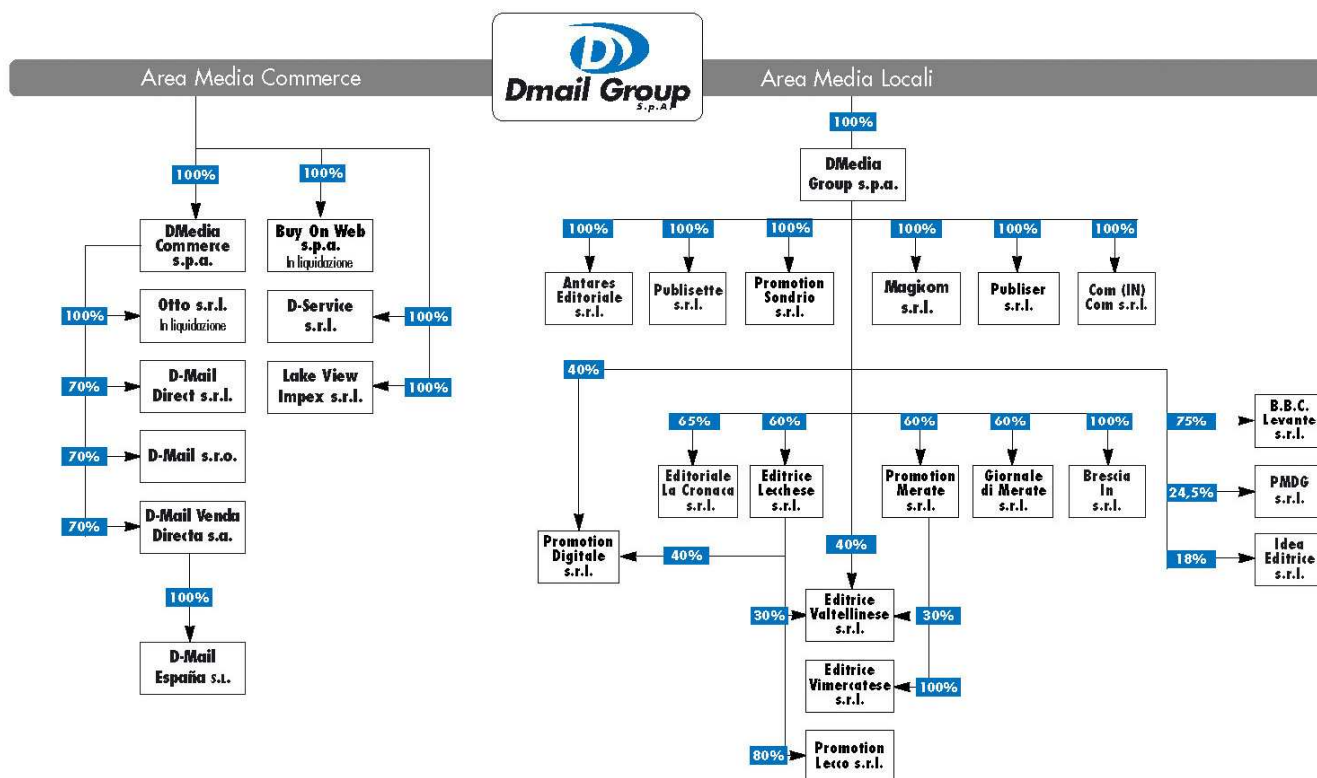 Area Media Commerce
D
Dmail Group
S.p.A
Area Media Locali
100%
DMedia
Group s.p.a.
100%
100%
100%
DMedia
Commerce
s.p.a.
Buy On Web
s.p.a.
In liquidazione
100%
Otto s.r.l.
In liquidazione
D-Service
s.r.l.
100%
70%
D-Mail
Direct s.r.l.
Lake View
Impex s.r.l.
100%
70%
D-Mail s.r.o.
70%
D-Mail Venda
Directa s.a.
100%
D-Mail
España S.L.
100%
100%
100%
100%
100%
100%
Antares
Editoriale
s.r.l.
Publisette
s.r.l.
Promotion
Sondrio
s.r.l.
Magicom
s.r.l.
Publiser
s.r.l.
Com (IN)
Com s.r.l.
40%
65%
60%
60%
60%
100%
75%
B.B.C.
Levante
s.r.l.
Editoriale
La Cronaca
s.r.l.
Editrice
Lecchese
s.r.l.
Promotion
Merate
s.r.l.
Giornale
di Merate
s.r.l.
Brescia
In
s.r.l.
24,5%
PMDG
s.r.l.
Promotion
Digitale
s.r.l.
40%
40%
18%
Idea
Editrice
s.r.l.
30%
Editrice
Valtellinese
s.r.l.
30%
Editrice
Vimercatese
s.r.l.
100%
80%
Promotion
Lecco s.r.l.